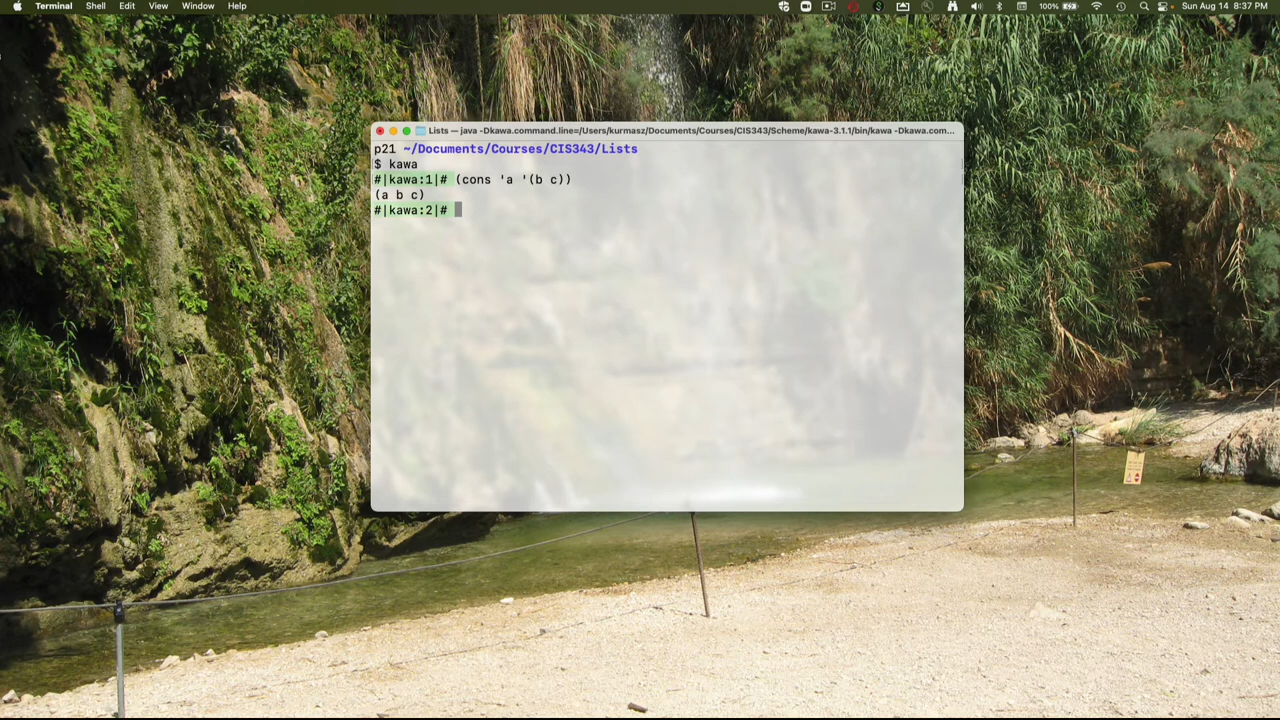 Terminal Shell Edit View Window Help 100% Sun Aug 14 8:37 PM
Lists — java -Dkawa.command.line=/Users/kurmasz/Documents/Courses/CIS343/Scheme/kawa-3.1.1/bin/kawa -Dkawa.com...
p21 ~/Documents/Courses/CIS343/Lists
$ kawa
#|kawa:1|# (cons 'a '(b c))
(a b c)
#|kawa:2|#